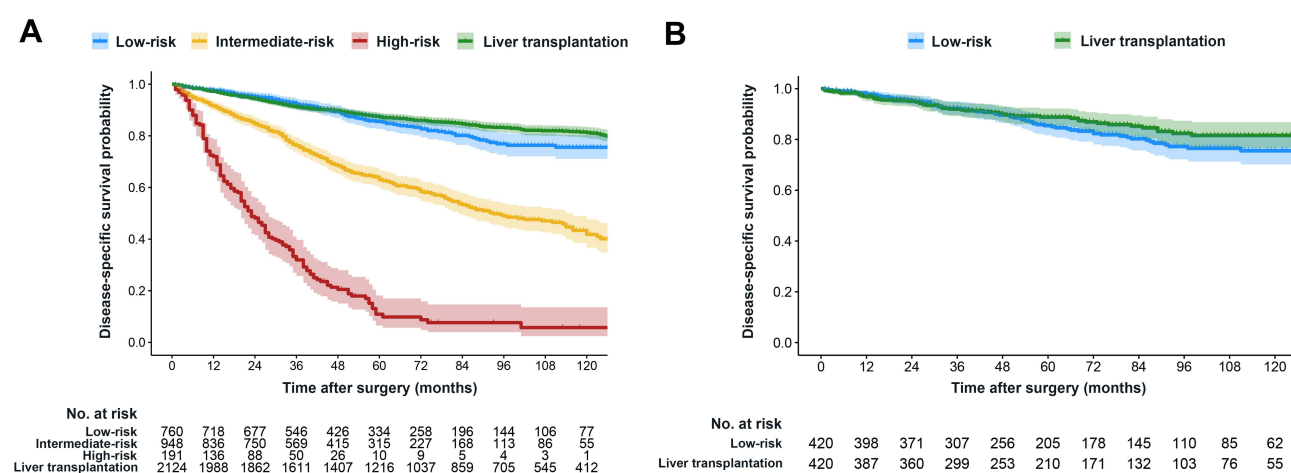 A
Low-risk Intermediate-risk High-risk Liver transplantation
Disease-specific survival probability
1.0
0.8
0.6
0.4
0.2
0.0
0 12 24 36 48 60 72 84 96 108 120
Time after surgery (months)
No. at risk
Low-risk 760 718 677 546 426 334 258 196 144 106 77
Intermediate-risk 948 836 750 569 415 315 227 168 113 86 55
High-risk 191 136 88 50 26 10 9 5 4 3 1
Liver transplantation 2124 1988 1862 1611 1407 1216 1037 859 705 545 412
B
Low-risk Liver transplantation
Disease-specific survival probability
1.0
0.8
0.6
0.4
0.2
0.0
0 12 24 36 48 60 72 84 96 108 120
Time after surgery (months)
No. at risk
Low-risk 420 398 371 307 256 205 178 145 110 85 62
Liver transplantation 420 387 360 299 253 210 171 132 103 76 55